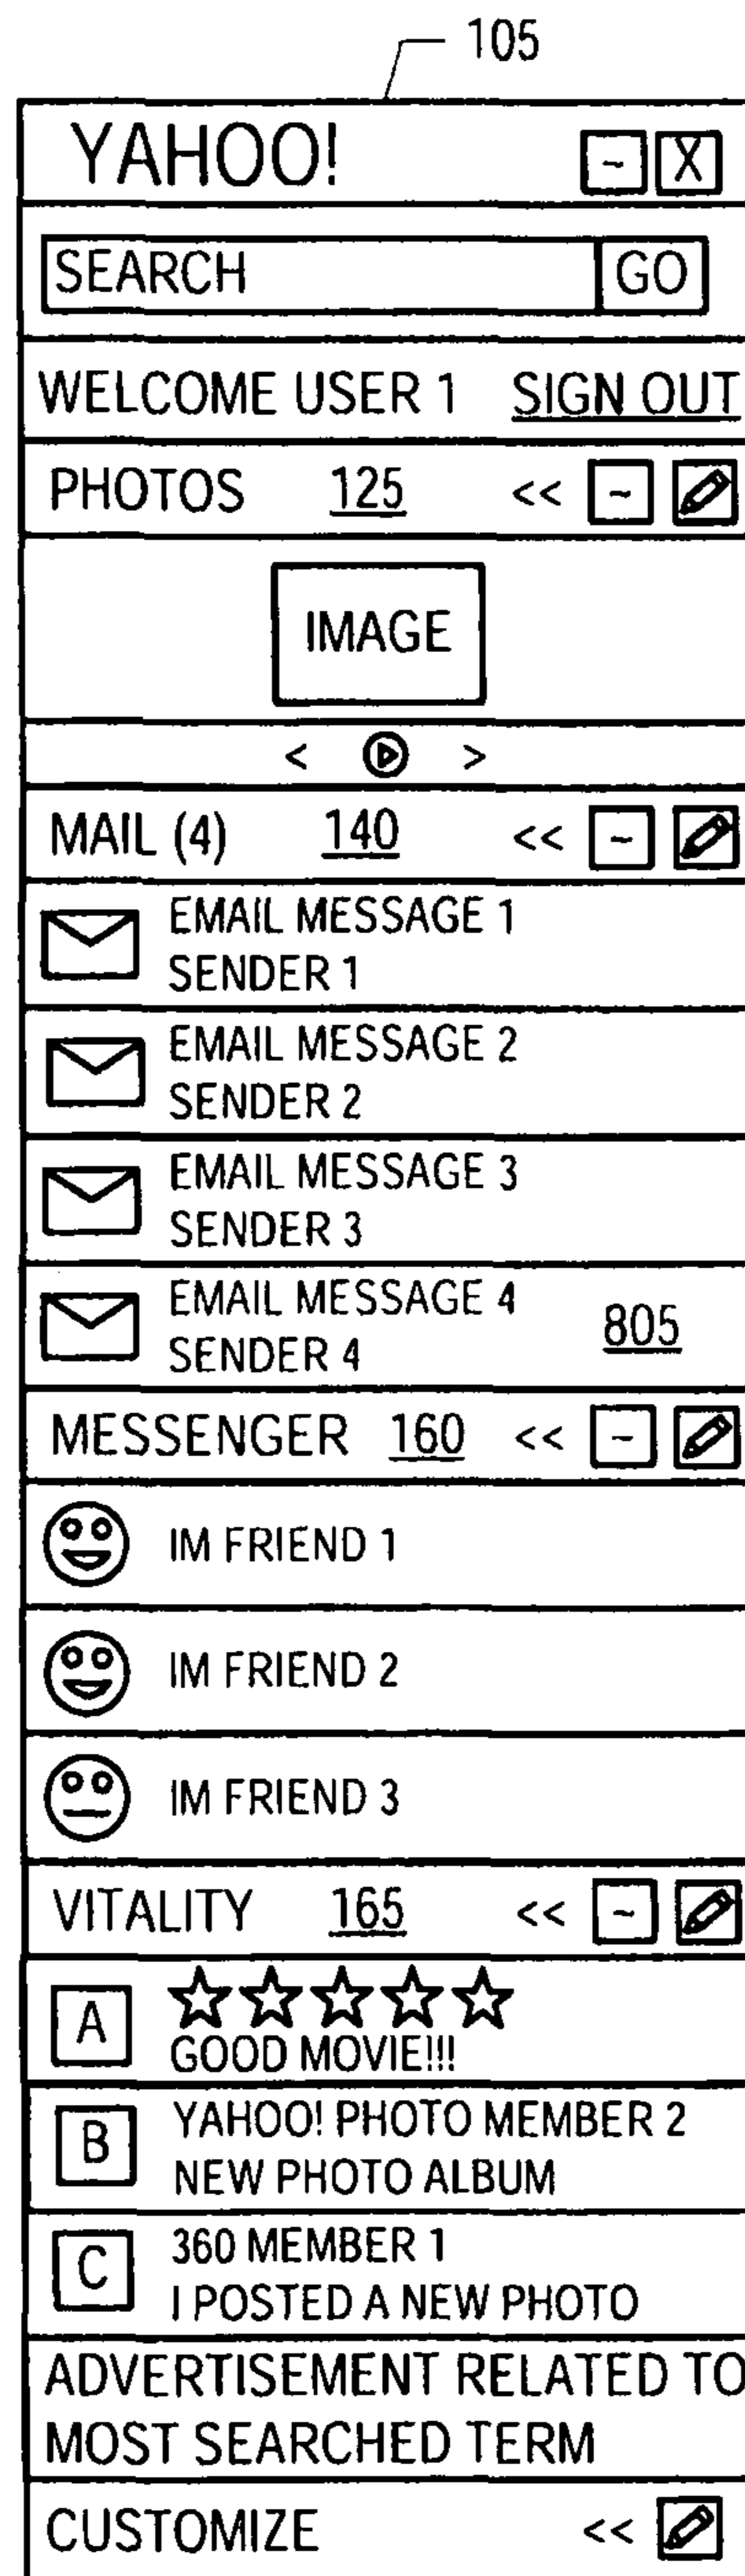 105
YAHOO! ~ X
SEARCH GO
WELCOME USER 1 SIGN OUT
PHOTOS 125 << ~
IMAGE
< >
MAIL (4) 140 << ~
EMAIL MESSAGE 1
SENDER 1
EMAIL MESSAGE 2
SENDER 2
EMAIL MESSAGE 3
SENDER 3
EMAIL MESSAGE 4
805
SENDER 4
MESSENGER 160 << ~
IM FRIEND 1
IM FRIEND 2
IM FRIEND 3
VITALITY 165 << ~
A
GOOD MOVIE!!!
B
YAHOO! PHOTO MEMBER 2
NEW PHOTO ALBUM
C
360 MEMBER 1
I POSTED A NEW PHOTO
ADVERTISEMENT RELATED TO
MOST SEARCHED TERM
CUSTOMIZE <<